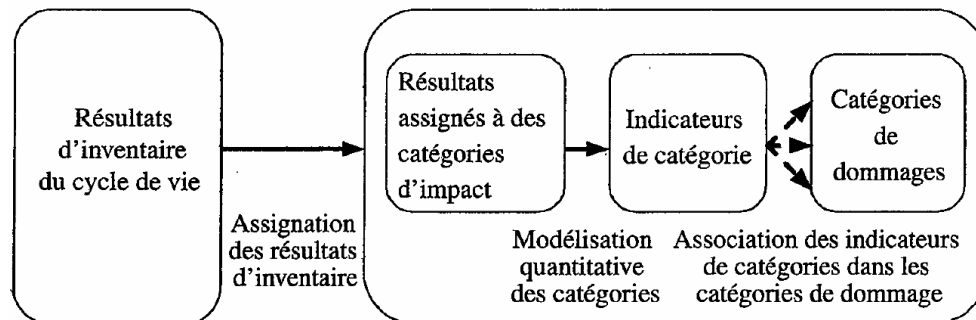 Résultats
d'inventaire
du cycle de vie
Assignation
des résultats
d'inventaire
Résultats
assignés à des
catégories
d'impact
Modélisation
quantitative
des catégories
Indicateurs
de catégorie
Association des indicateurs
de catégories dans les
catégories de dommage
Catégories
de
dommages